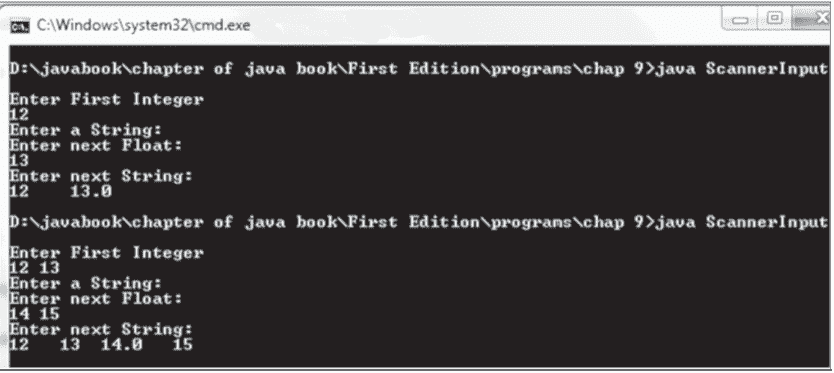 C:\Windows\system32\cmd.exe
D:\javabook\chapter of java book\First Edition\programs\chap 9>java ScannerInput
Enter First Integer
12
Enter a String:
Enter next Float:
13
Enter next String:
12    13.0
D:\javabook\chapter of java book\First Edition\programs\chap 9>java ScannerInput
Enter First Integer
12 13
Enter a String:
Enter next Float:
14 15
Enter next String:
12   13  14.0   15